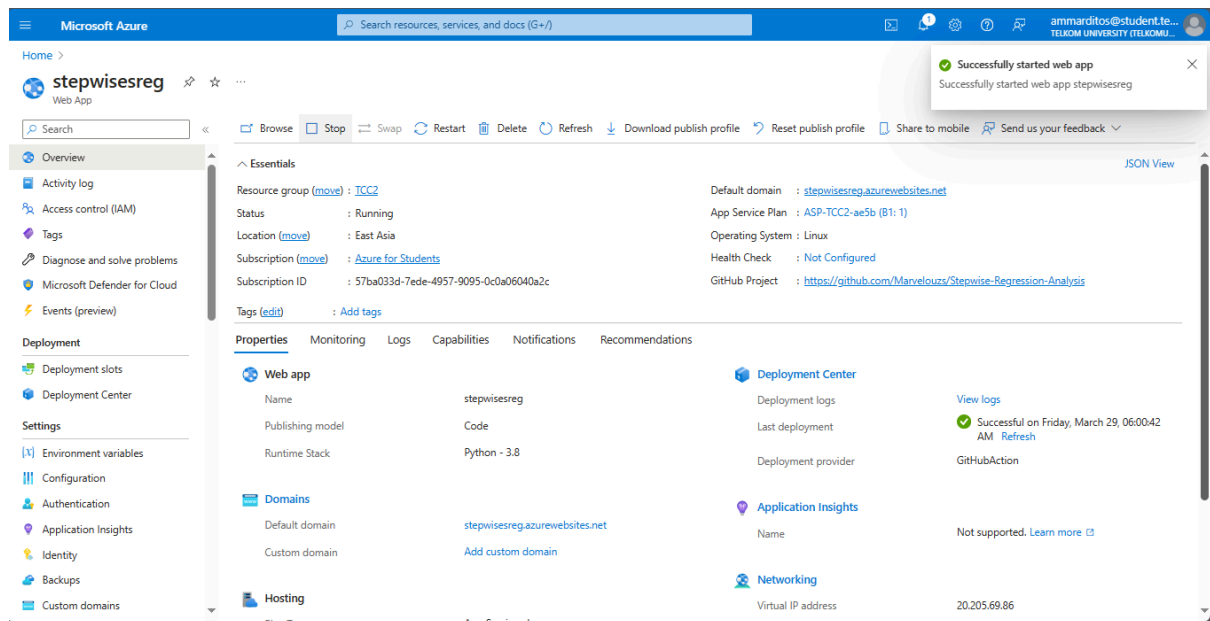 Microsoft Azure
Search resources, services, and docs (G+/)
1
ammarditos@student.te...
TELKOM UNIVERSITY (TELKOMU...
Home >
Successfully started web app
Successfully started web app stepwisesreg
stepwisesreg
Web App
Search
Browse Stop Swap Restart Delete Refresh Download publish profile Reset publish profile Share to mobile Send us your feedback
Overview
Activity log
Access control (IAM)
Tags
Diagnose and solve problems
Microsoft Defender for Cloud
Events (preview)
Deployment
Deployment slots
Deployment Center
Settings
Environment variables
Configuration
Authentication
Application Insights
Identity
Backups
Custom domains
Essentials
JSON View
Resource group (move) : TCC2
Status : Running
Location (move) : East Asia
Subscription (move) : Azure for Students
Subscription ID : 57ba033d-7ede-4957-9095-0c0a06040a2c
Default domain : stepwisesreg.azurewebsites.net
App Service Plan : ASP-TCC2-ae5b (B1: 1)
Operating System : Linux
Health Check : Not Configured
GitHub Project : https://github.com/Marvelouzs/Stepwise-Regression-Analysis
Tags (edit) : Add tags
Properties Monitoring Logs Capabilities Notifications Recommendations
Web app
Name stepwisesreg
Publishing model Code
Runtime Stack Python - 3.8
Domains
Default domain stepwisesreg.azurewebsites.net
Custom domain Add custom domain
Hosting
Deployment Center
Deployment logs View logs
Last deployment Successful on Friday, March 29, 06:00:42
AM Refresh
Deployment provider GitHubAction
Application Insights
Name Not supported. Learn more
Networking
Virtual IP address 20.205.69.86